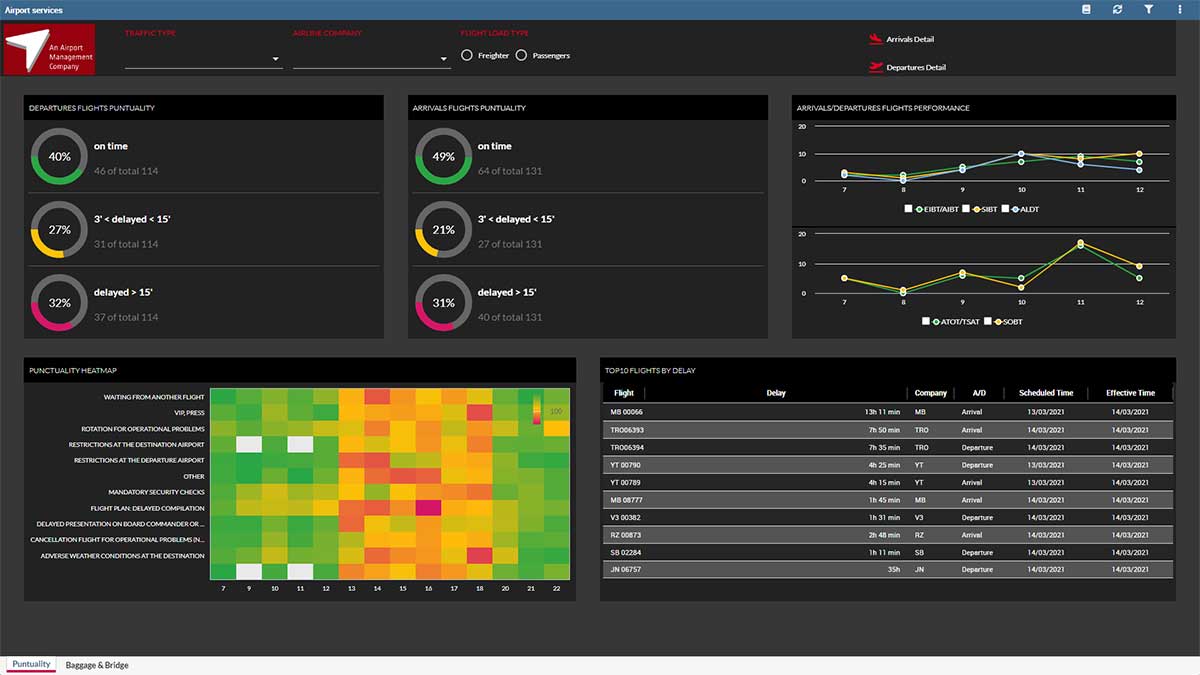 Airport services
An Airport
Management
Company
TRAFFIC TYPE
AIRLINE COMPANY
FLIGHT LOAD TYPE
Freighter Passengers
Arrivals Detail
Departures Detail
DEPARTURES FLIGHTS PUNTUALITY
40% on time
46 of total 114
27% 3' < delayed < 15'
31 of total 114
32% delayed > 15'
37 of total 114
ARRIVALS FLIGHTS PUNTUALITY
49% on time
64 of total 131
21% 3' < delayed < 15'
27 of total 131
31% delayed > 15'
40 of total 131
ARRIVALS/DEPARTURES FLIGHTS PERFORMANCE
20
10
0
7 8 9 10 11 12
EIBT/AIBT SIBT ALDT
20
10
0
7 8 9 10 11 12
ATOT/TSAT SOBT
PUNCTUALITY HEATMAP
WAITING FROM ANOTHER FLIGHT
VIP, PRESS
ROTATION FOR OPERATIONAL PROBLEMS
RESTRICTIONS AT THE DESTINATION AIRPORT
RESTRICTIONS AT THE DEPARTURE AIRPORT
OTHER
MANDATORY SECURITY CHECKS
FLIGHT PLAN: DELAYED COMPILATION
DELAYED PRESENTATION ON BOARD COMMANDER OR ...
CANCELLATION FLIGHT FOR OPERATIONAL PROBLEMS (N...
ADVERSE WEATHER CONDITIONS AT THE DESTINATION
100
7 9 10 11 12 13 14 15 16 17 18 20 21 22
TOP10 FLIGHTS BY DELAY
Flight Delay Company A/D Scheduled Time Effective Time
MB 00066 13h 11 min MB Arrival 13/03/2021 14/03/2021
TRO06393 7h 50 min TRO Arrival 14/03/2021 14/03/2021
TRO06394 7h 35 min TRO Departure 14/03/2021 14/03/2021
YT 00790 4h 25 min YT Departure 13/03/2021 14/03/2021
YT 00789 4h 15 min YT Arrival 13/03/2021 14/03/2021
MB 08777 1h 45 min MB Arrival 14/03/2021 14/03/2021
V3 00382 1h 31 min V3 Departure 14/03/2021 14/03/2021
RZ 00873 2h 48 min RZ Arrival 14/03/2021 14/03/2021
SB 02284 1h 11 min SB Departure 14/03/2021 14/03/2021
JN 06757 35h JN Departure 14/03/2021 14/03/2021
Puntuality Baggage & Bridge